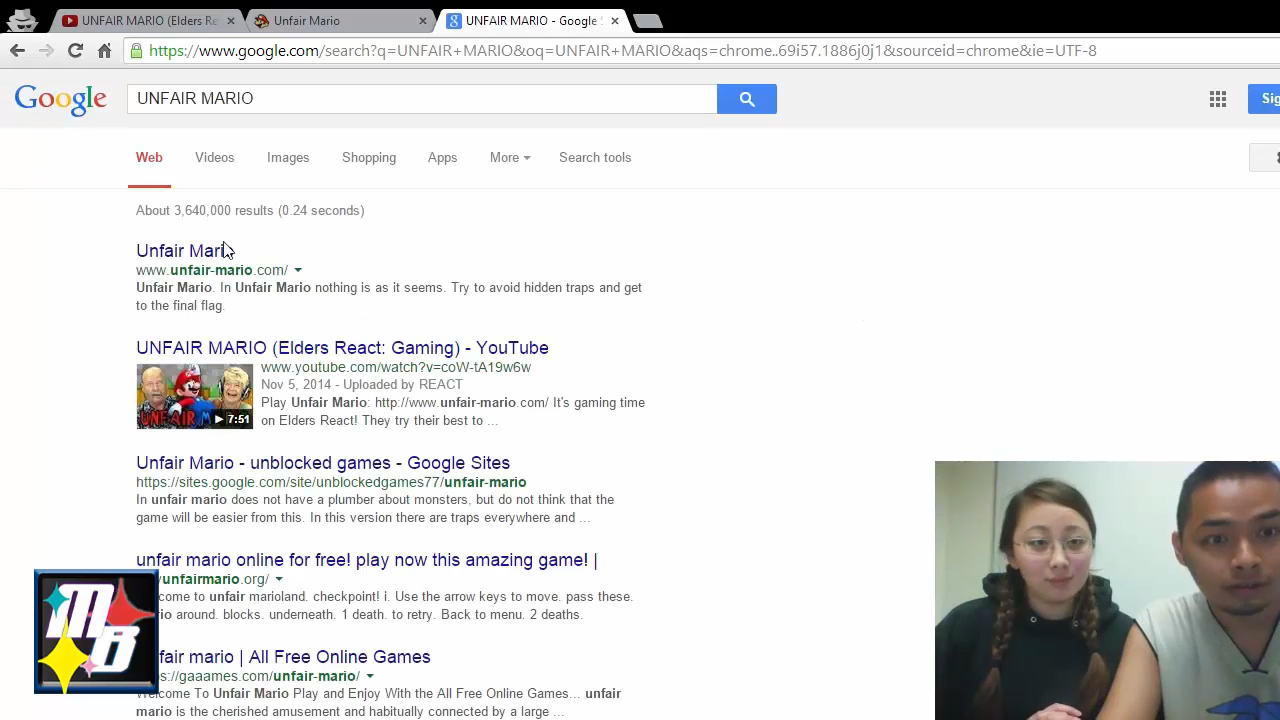 UNFAIR MARIO (Elders Re
Unfair Mario
UNFAIR MARIO - Google
https://www.google.com/search?q=UNFAIR+MARIO&oq=UNFAIR+MARIO&aqs=chrome..69i57.1886j0j1&sourceid=chrome&ie=UTF-8
Google
UNFAIR MARIO
Sig
Web Videos Images Shopping Apps More Search tools
About 3,640,000 results (0.24 seconds)
Unfair Mario
www.unfair-mario.com/
Unfair Mario. In Unfair Mario nothing is as it seems. Try to avoid hidden traps and get
to the final flag.
UNFAIR MARIO (Elders React: Gaming) - YouTube
www.youtube.com/watch?v=coW-tA19w6w
Nov 5, 2014 - Uploaded by REACT
Play Unfair Mario: http://www.unfair-mario.com/ It's gaming time
on Elders React! They try their best to ...
UNFAIR M
7:51
Unfair Mario - unblocked games - Google Sites
https://sites.google.com/site/unblockedgames77/unfair-mario
In unfair mario does not have a plumber about monsters, but do not think that the
game will be easier from this. In this version there are traps everywhere and ...
unfair mario online for free! play now this amazing game! |
unfairmario.org/
come to unfair marioland. checkpoint! i. Use the arrow keys to move. pass these.
rio around. blocks. underneath. 1 death. to retry. Back to menu. 2 deaths.
MB
fair mario | All Free Online Games
s://gaaames.com/unfair-mario/
Welcome To Unfair Mario Play and Enjoy With the All Free Online Games... unfair
mario is the cherished amusement and habitually connected by a large ...